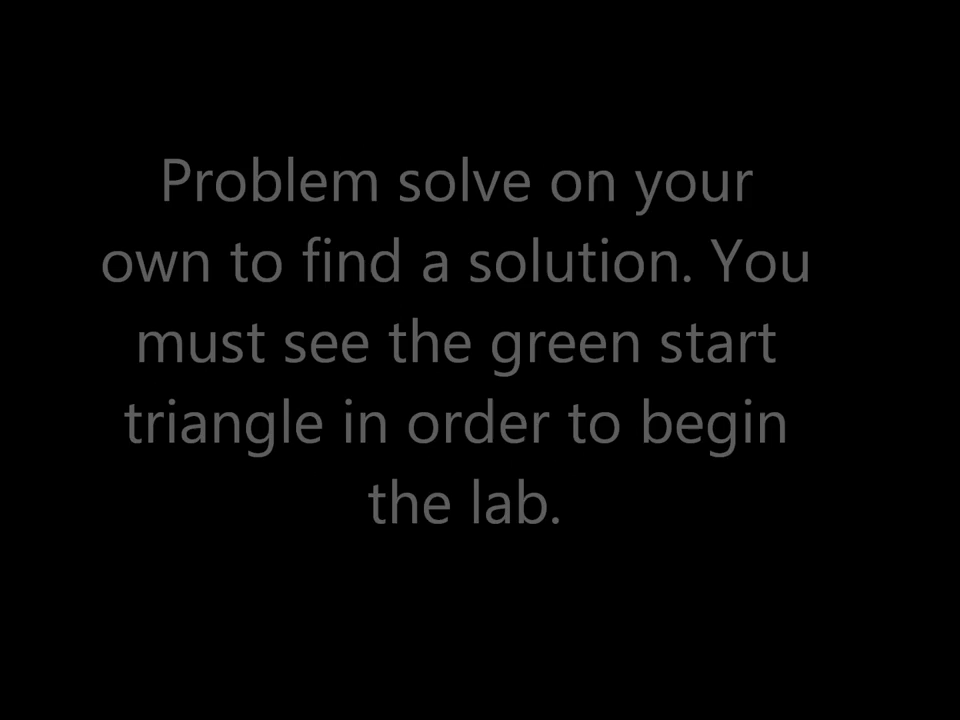 Problem solve on your
own to find a solution. You
must see the green start
triangle in order to begin
the lab.